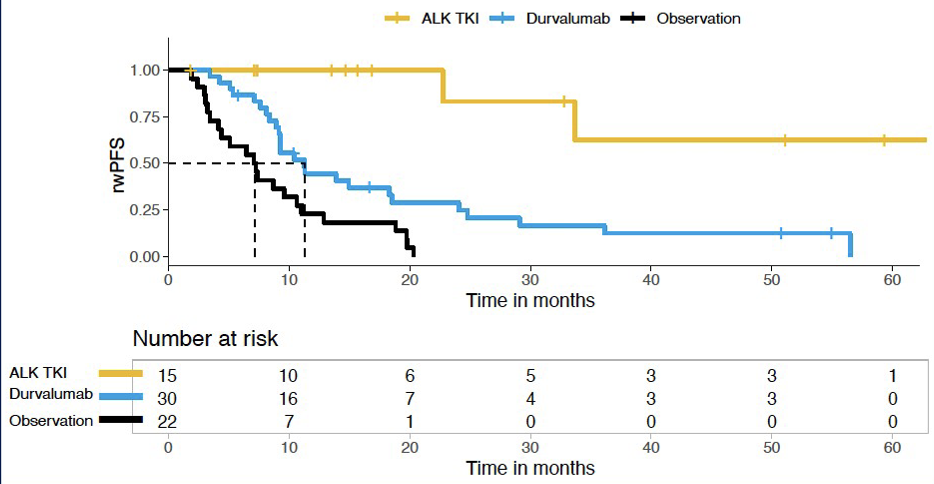 ALK TKI Durvalumab Observation
rwPFS
1.00
0.75
0.50
0.25
0.00
0 10 20 30 40 50 60
Time in months
Number at risk
ALK TKI 15 10 6 5 3 3 1
Durvalumab 30 16 7 4 3 3 0
Observation 22 7 1 0 0 0 0
0 10 20 30 40 50 60
Time in months